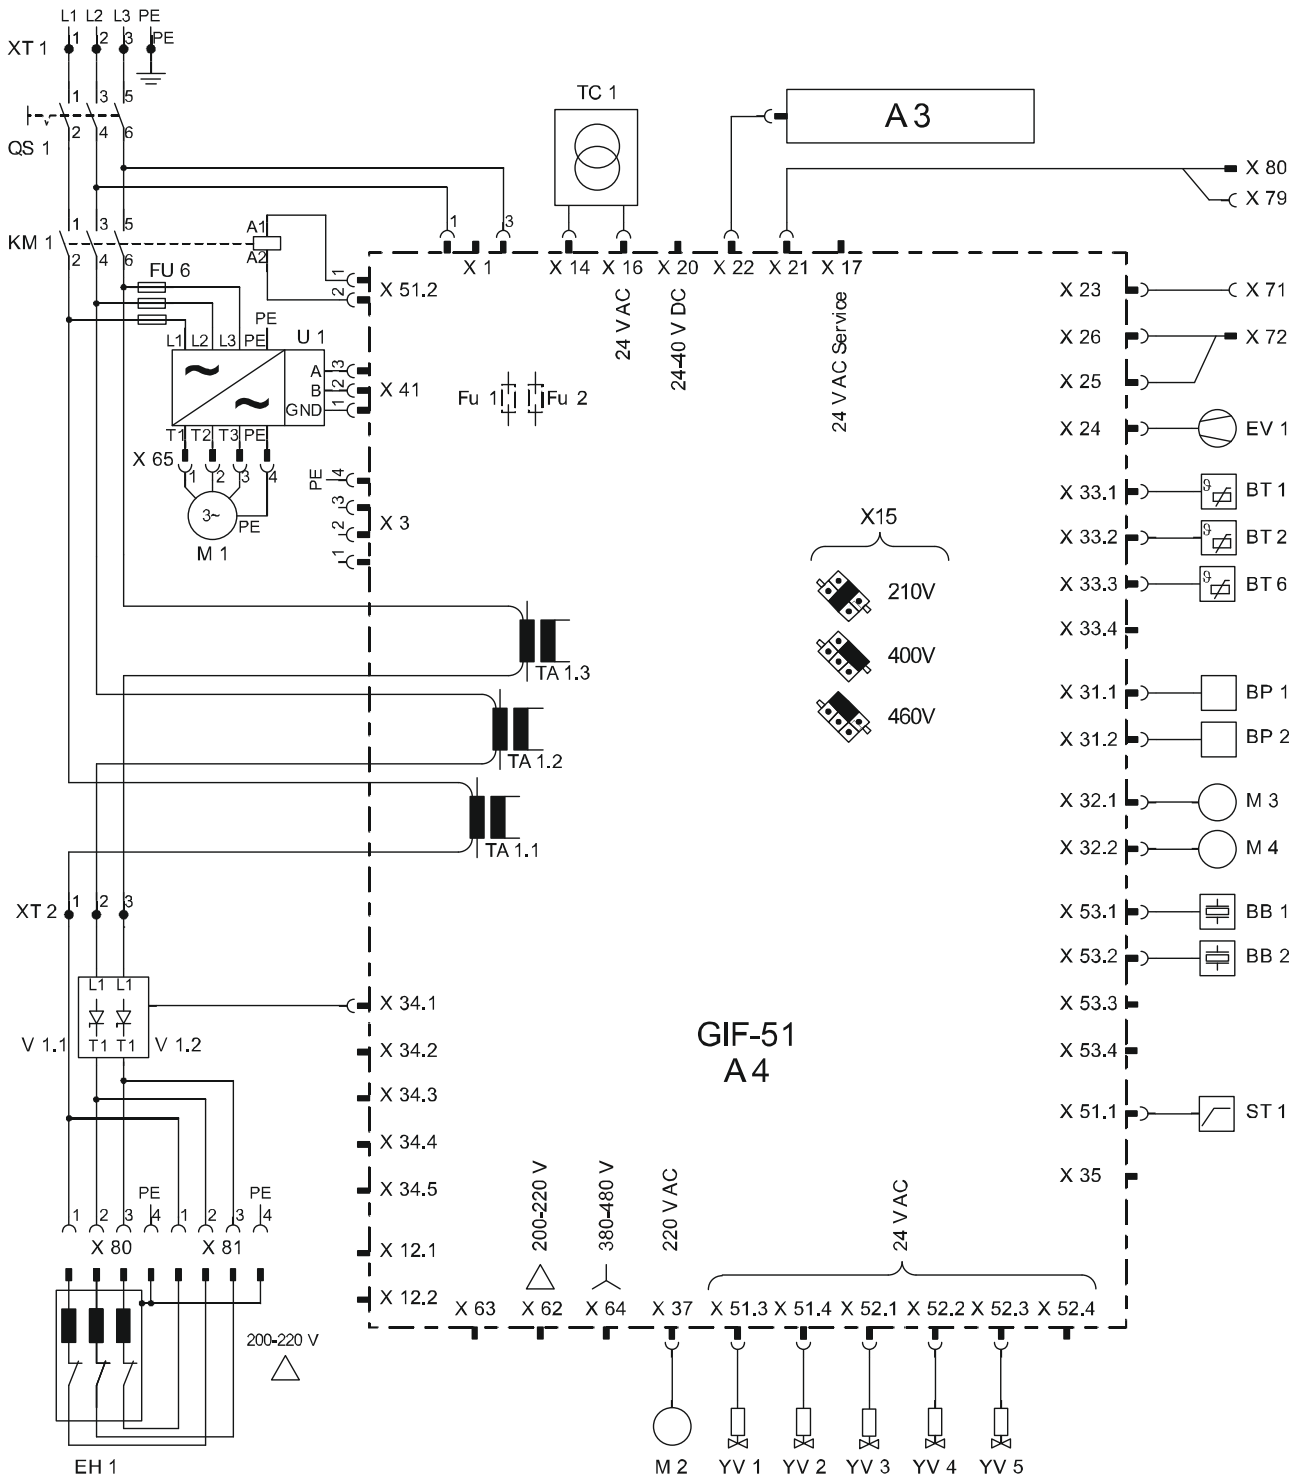 L1 L2 L3 PE
XT 1 1 2 3 PE
1 3 5
2 4 6
QS 1
TC 1
A 3
X 80
X 79
1 3
KM 1 1 3 5 A1
2 4 6 A2
FU 6
1
2
X 51.2
X 1 X 14 X 16 X 20 X 22 X 21 X 17
24 V AC
24-40 V DC
24 V AC Service
X 23 X 71
X 26 X 72
X 25
X 24 EV 1
PE
L1 L2 L3 PE U 1
A 3
B 2
GND 1
X 41
Fu 1 Fu 2
T1 T2 T3 PE
X 65
1 2 3 4
3~ PE
M 1
PE 4
3
2
1
X 3
X15
210V
400V
460V
X 33.1 BT 1
ϑ
X 33.2 BT 2
ϑ
X 33.3 BT 6
ϑ
X 33.4
TA 1.3
TA 1.2
TA 1.1
X 31.1 BP 1
X 31.2 BP 2
X 32.1 M 3
X 32.2 M 4
XT 2 1 2 3
X 53.1 BB 1
X 53.2 BB 2
X 53.3
X 53.4
X 51.1 ST 1
X 35
L1 L1
V 1.1 T1 T1 V 1.2
X 34.1
X 34.2
X 34.3
X 34.4
X 34.5
X 12.1
X 12.2
GIF-51
A 4
PE PE
1 2 3 4 1 2 3 4
X 80 X 81
200-220 V
380-480 V
220 V AC
24 V AC
X 63 X 62 X 64 X 37 X 51.3 X 51.4 X 52.1 X 52.2 X 52.3 X 52.4
200-220 V
EH 1
M 2 YV 1 YV 2 YV 3 YV 4 YV 5